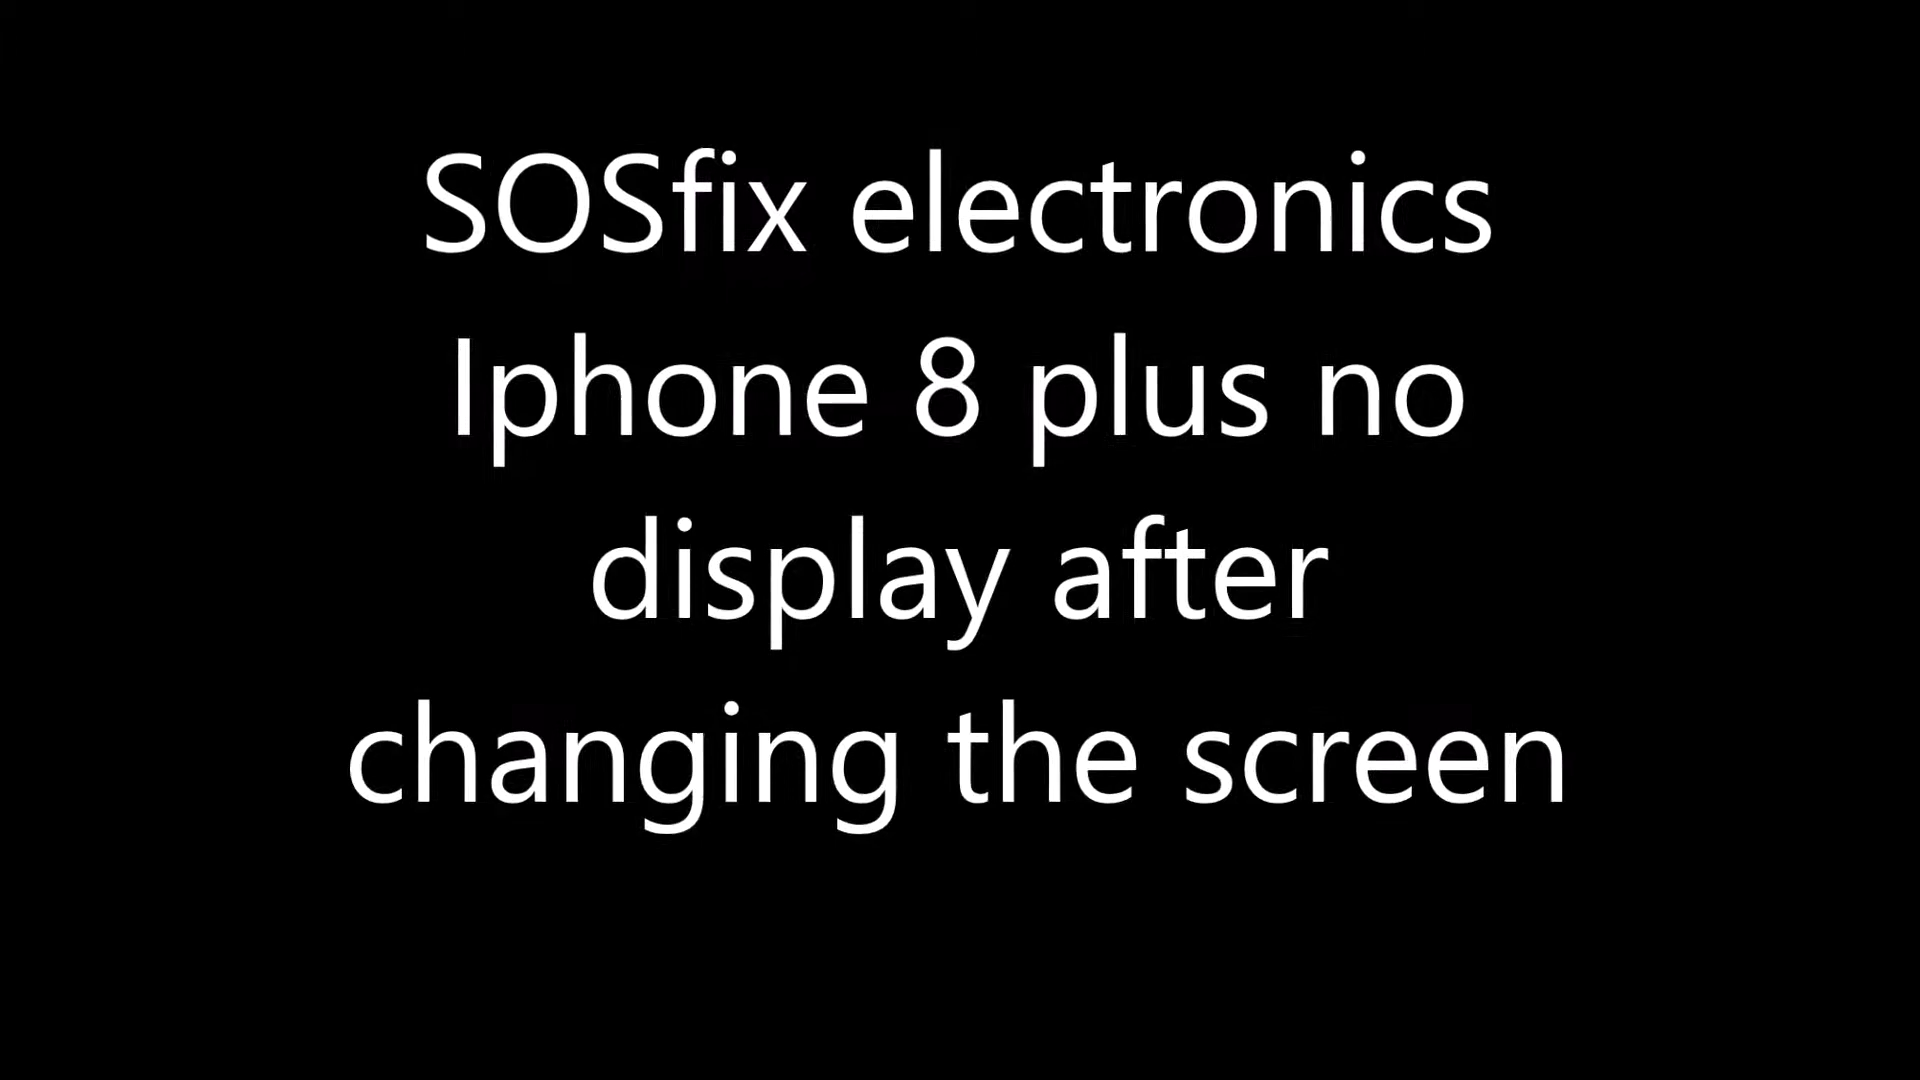 SOSfix electronics
Iphone 8 plus no
display after
changing the screen